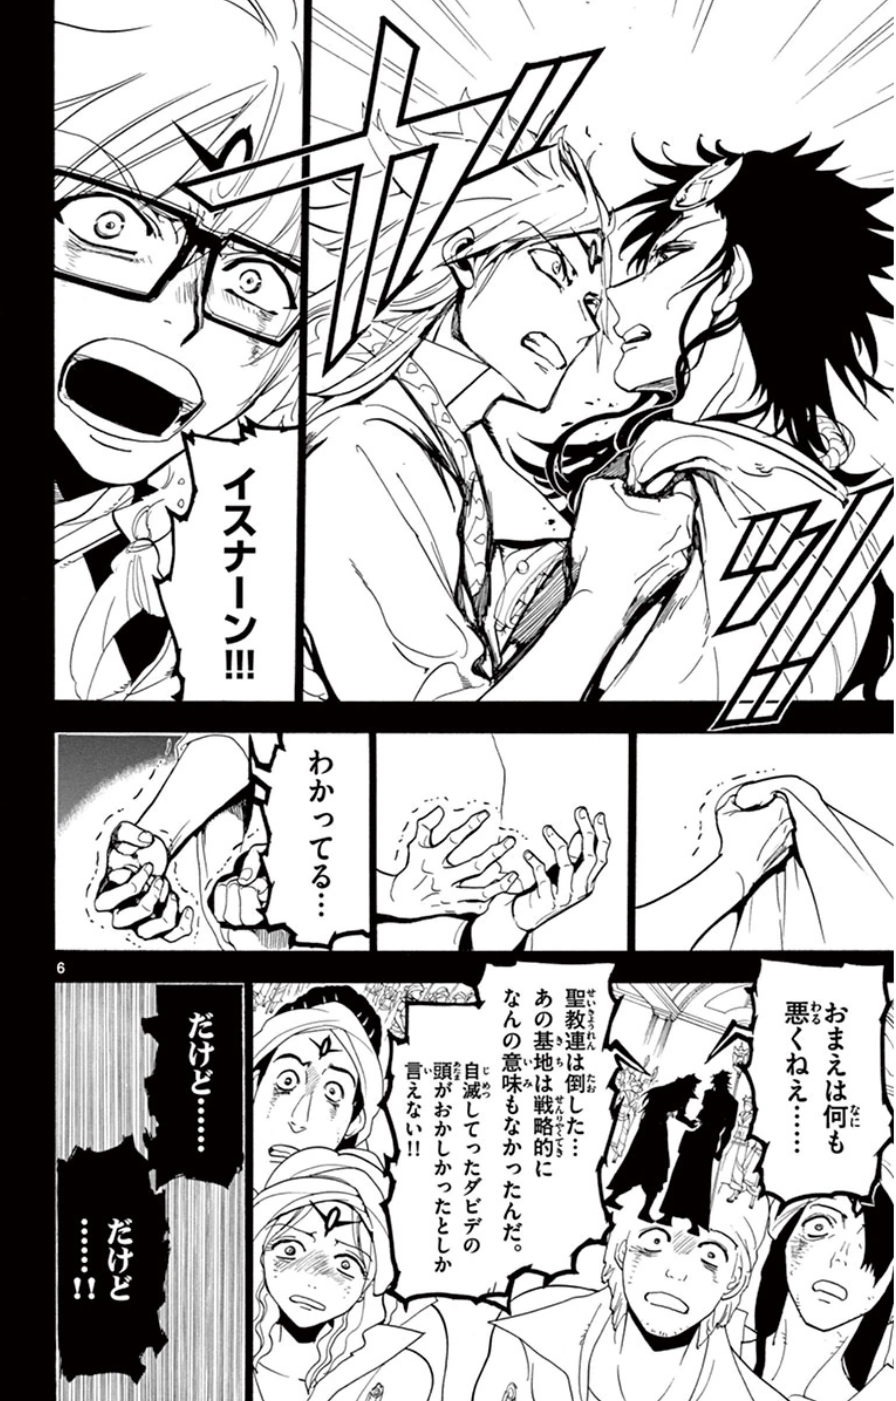 ガッ
イスナーン!!!
わかってる…
6
おまえは何も
悪くねえ……
聖教連は倒した…
あの基地は戦略的に
なんの意味もなかったんだ。
自滅してったダビデの
頭がおかしかったとしか
言えない!!
だけど……
だけど
……!!